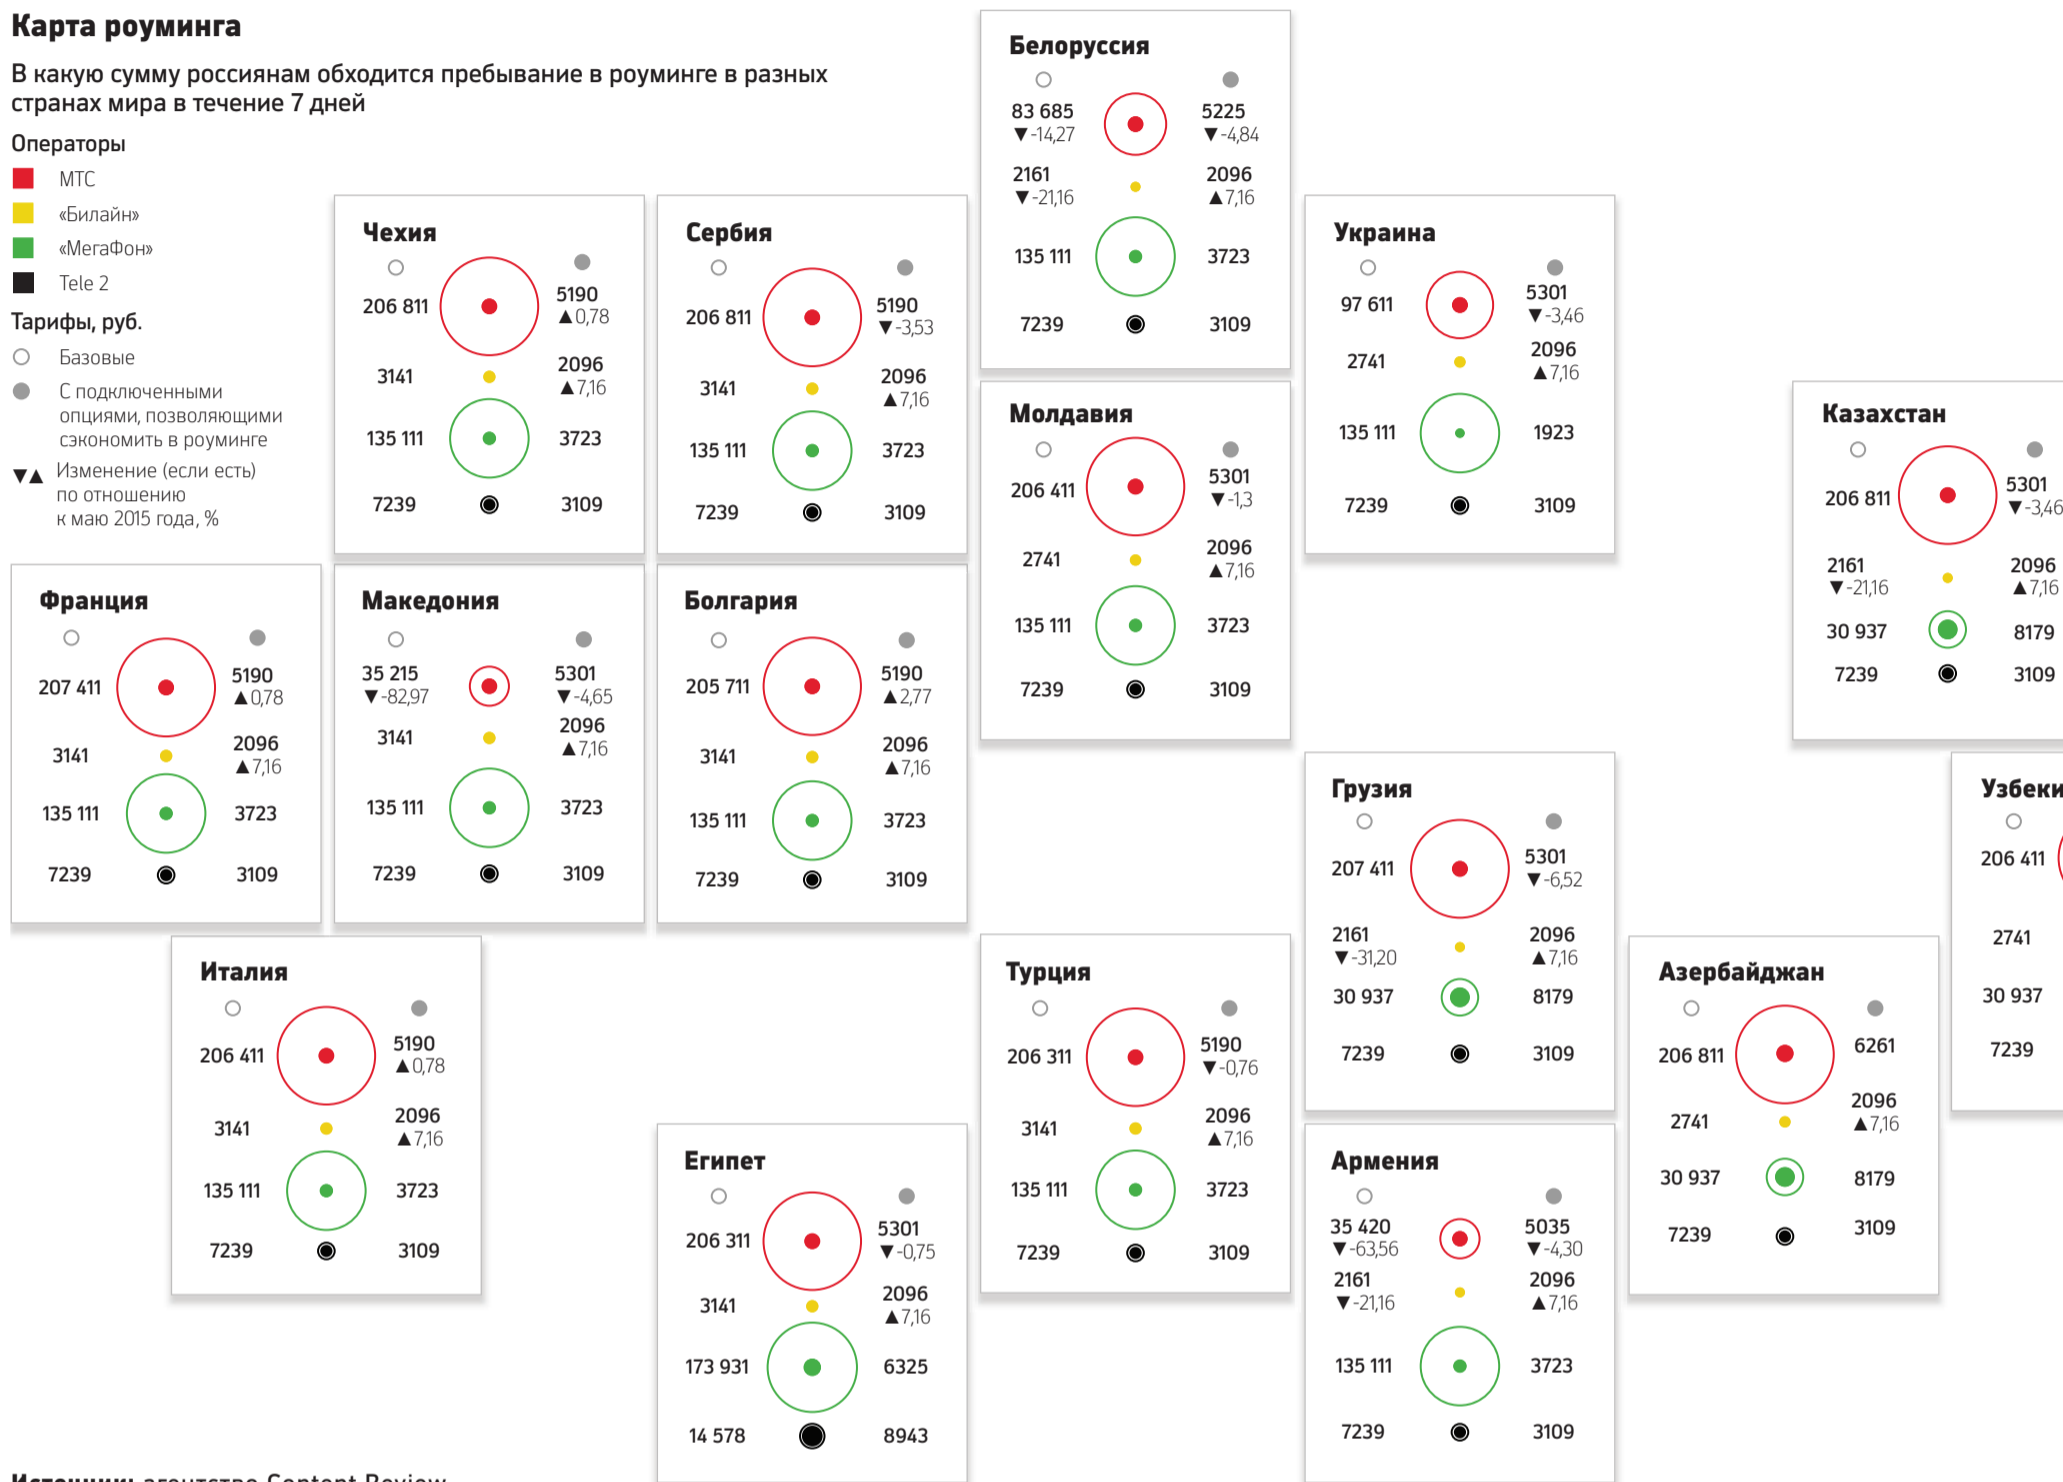 Карта роуминга
В какую сумму россиянам обходится пребывание в роуминге в разных
странах мира в течение 7 дней
Операторы
МТС
«Билайн»
«МегаФон»
Tele 2
Тарифы, руб.
Базовые
С подключенными
опциями, позволяющими
сэкономить в роуминге
▼▲ Изменение (если есть)
по отношению
к маю 2015 года, %
Белоруссия
83 685 5225
▼-14,27 ▼-4,84
2161 2096
▼-21,16 ▲7,16
135 111 3723
7239 3109
Чехия
206 811 5190
▲0,78
3141 2096
▲7,16
135 111 3723
7239 3109
Сербия
206 811 5190
▼-3,53
3141 2096
▲7,16
135 111 3723
7239 3109
Украина
97 611 5301
▼-3,46
2741 2096
▲7,16
135 111 1923
7239 3109
Молдавия
206 411 5301
▼-1,3
2741 2096
▲7,16
135 111 3723
7239 3109
Казахстан
206 811 5301
▼-3,46
2161 2096
▼-21,16 ▲7,16
30 937 8179
7239 3109
Франция
207 411 5190
▲0,78
3141 2096
▲7,16
135 111 3723
7239 3109
Македония
35 215 5301
▼-82,97 ▼-4,65
3141 2096
▲7,16
135 111 3723
7239 3109
Болгария
205 711 5190
▲2,77
3141 2096
▲7,16
135 111 3723
7239 3109
Грузия
207 411 5301
▼-6,52
2161 2096
▼-31,20 ▲7,16
30 937 8179
7239 3109
Узбеки
206 411
2741
30 937
7239
Италия
206 411 5190
▲0,78
3141 2096
▲7,16
135 111 3723
7239 3109
Турция
206 311 5190
▼-0,76
3141 2096
▲7,16
135 111 3723
7239 3109
Азербайджан
206 811 6261
2741 2096
▲7,16
30 937 8179
7239 3109
Египет
206 311 5301
▼-0,75
3141 2096
▲7,16
173 931 6325
14 578 8943
Армения
35 420 5035
▼-63,56 ▼-4,30
2161 2096
▼-21,16 ▲7,16
135 111 3723
7239 3109
Источник: агентство Content Review